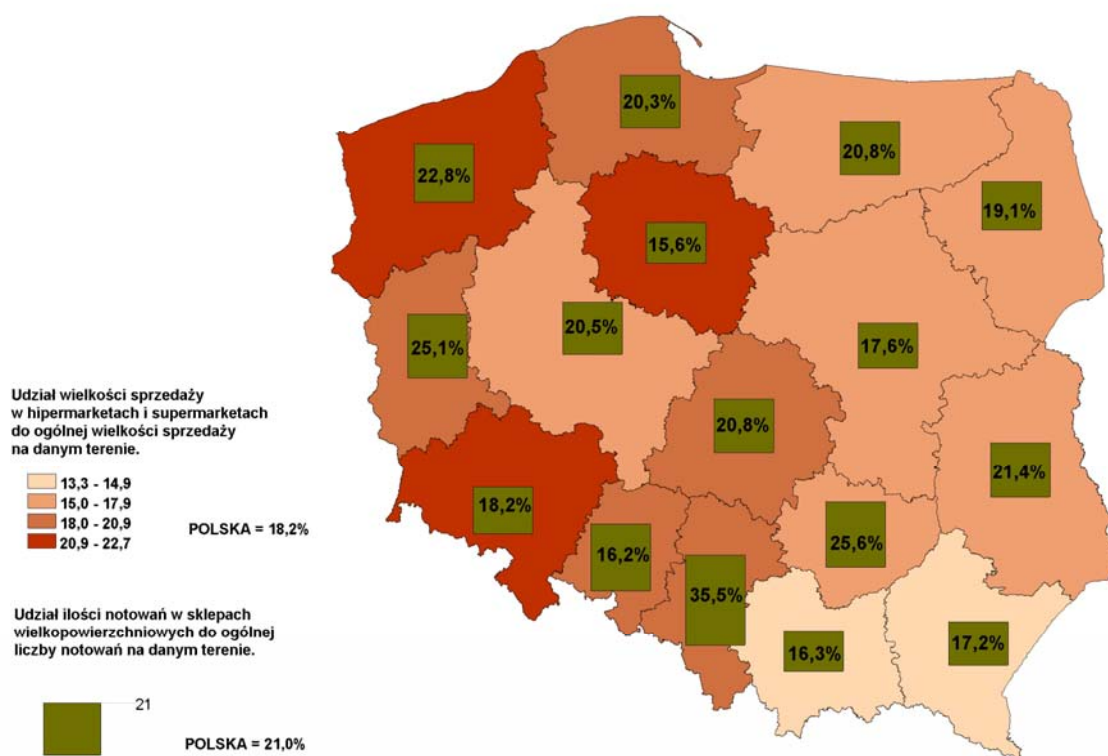 20,3%
20,8%
22,8%
19,1%
15,6%
20,5%
17,6%
25,1%
20,8%
21,4%
18,2%
25,6%
16,2%
35,5%
16,3%
17,2%
Udział wielkości sprzedaży
w hipermarketach i supermarketach
do ogólnej wielkości sprzedaży
na danym terenie.
13,3 - 14,9
15,0 - 17,9
18,0 - 20,9
20,9 - 22,7
POLSKA = 18,2%
Udział ilości notowań w sklepach
wielkopowierzchniowych do ogólnej
liczby notowań na danym terenie.
21
POLSKA = 21,0%